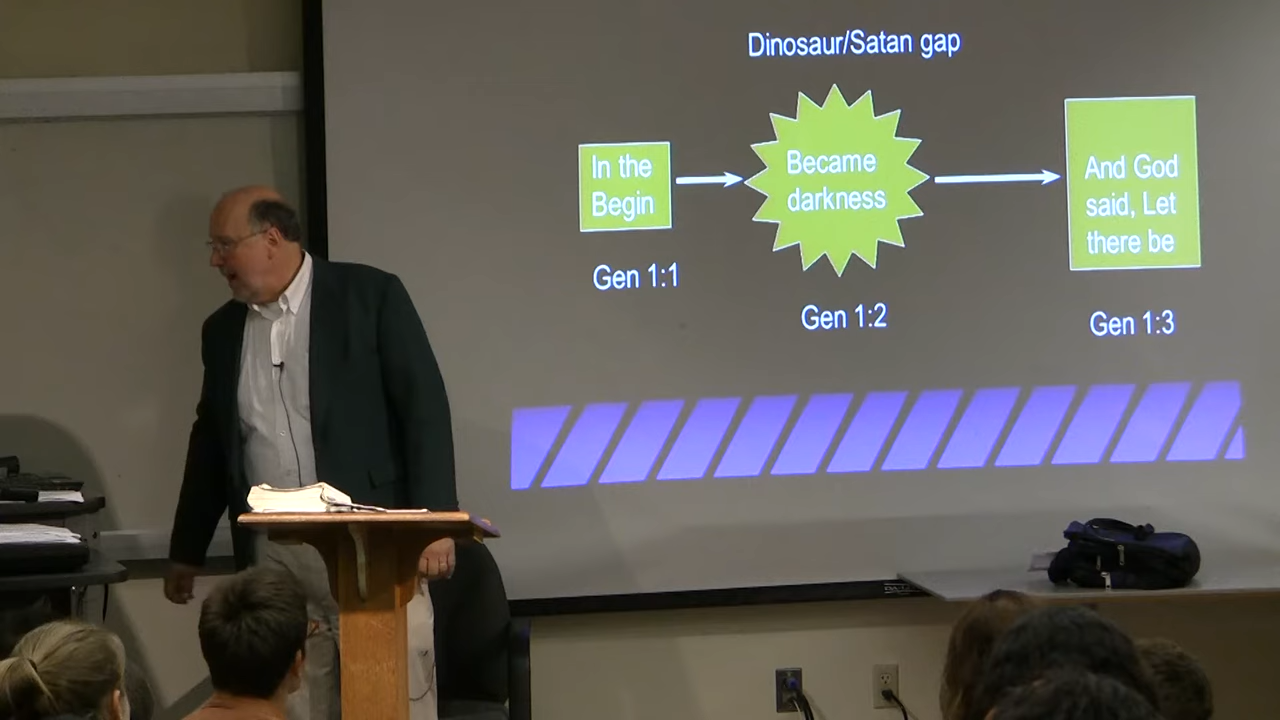 Dinosaur/Satan gap
In the
Begin
Became
darkness
And God
said, Let
there be
Gen 1:1
Gen 1:2
Gen 1:3